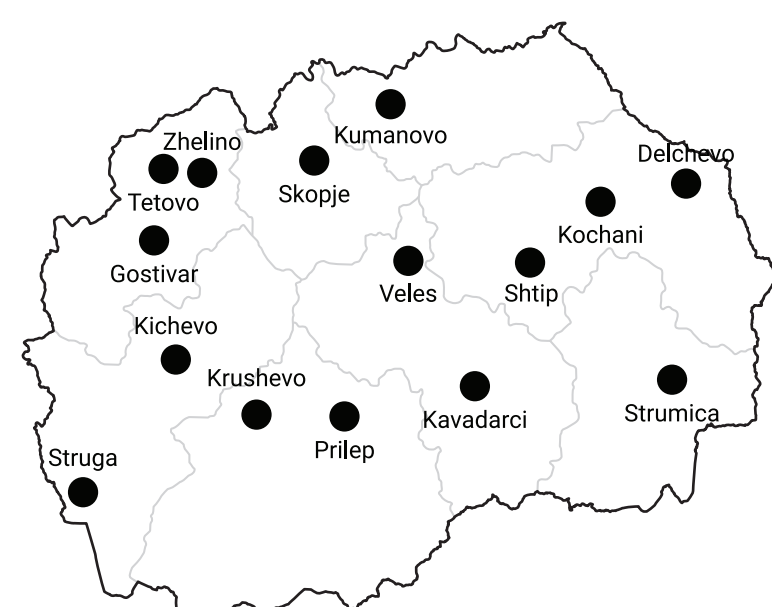 Kumanovo
Zhelino
Delchevo
Skopje
Tetovo
Kochani
Gostivar
Veles
Shtip
Kichevo
Krushevo
Kavadarci
Strumica
Prilep
Struga